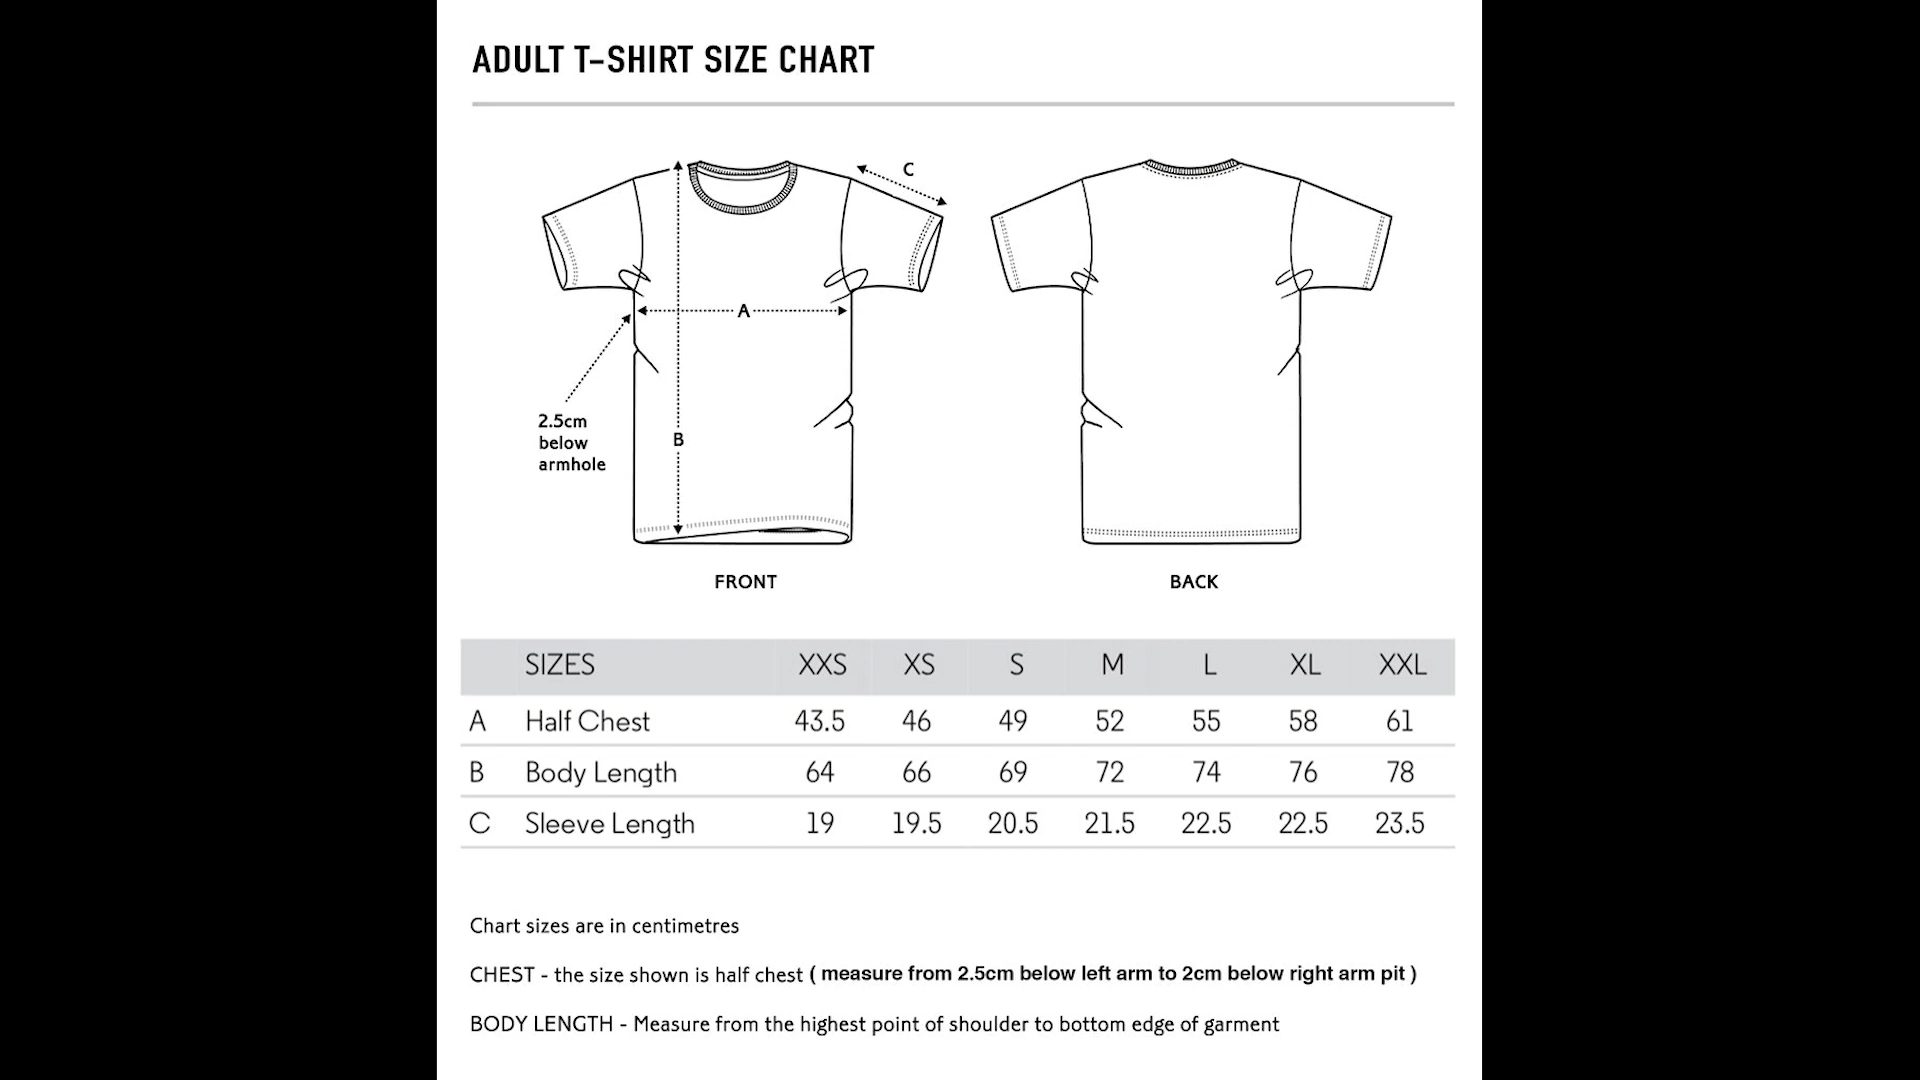 ADULT T-SHIRT SIZE CHART
C
A
2.5cm
below
armhole
B
FRONT
BACK
SIZES XXS XS S M L XL XXL
A Half Chest 43.5 46 49 52 55 58 61
B Body Length 64 66 69 72 74 76 78
C Sleeve Length 19 19.5 20.5 21.5 22.5 22.5 23.5
Chart sizes are in centimetres
CHEST - the size shown is half chest ( measure from 2.5cm below left arm to 2cm below right arm pit )
BODY LENGTH - Measure from the highest point of shoulder to bottom edge of garment